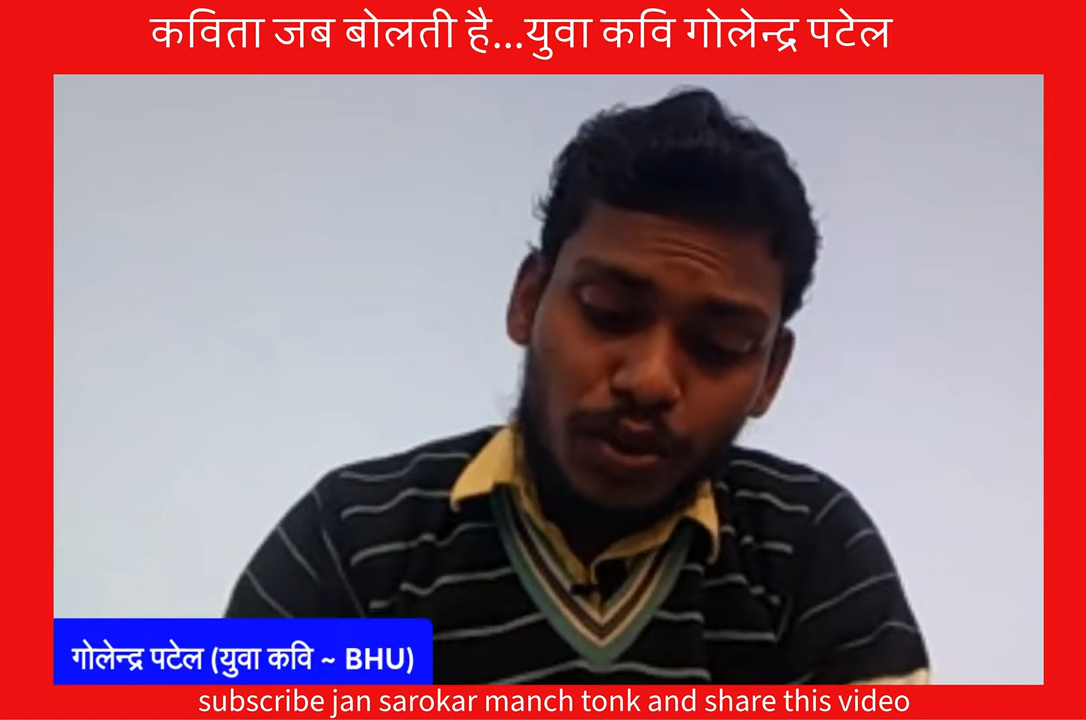 कविता जब बोलती है...युवा कवि गोलेन्द्र पटेल
गोलेन्द्र पटेल (युवा कवि ~ BHU)
subscribe jan sarokar manch tonk and share this video